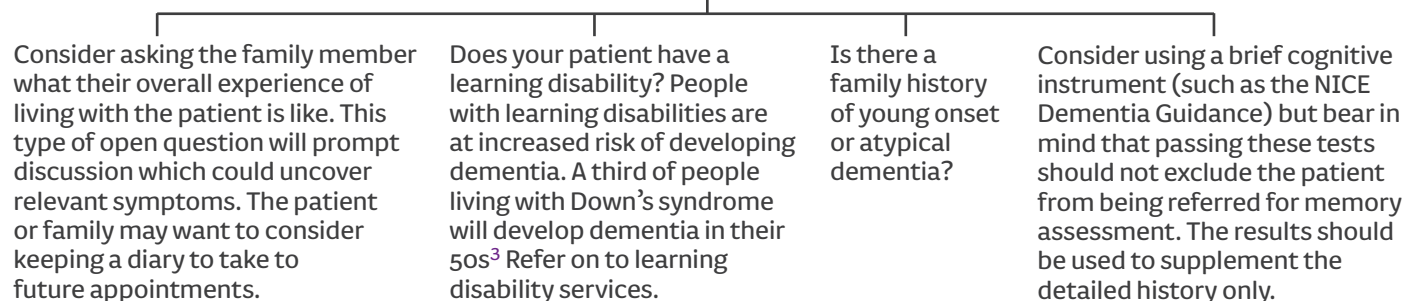 Consider asking the family member
what their overall experience of
living with the patient is like. This
type of open question will prompt
discussion which could uncover
relevant symptoms. The patient
or family may want to consider
keeping a diary to take to
future appointments.
Does your patient have a
learning disability? People
with learning disabilities are
at increased risk of developing
dementia. A third of people
living with Down's syndrome
will develop dementia in their
50s³ Refer on to learning
disability services.
Is there a
family history
of young onset
or atypical
dementia?
Consider using a brief cognitive
instrument (such as the NICE
Dementia Guidance) but bear in
mind that passing these tests
should not exclude the patient
from being referred for memory
assessment. The results should
be used to supplement the
detailed history only.